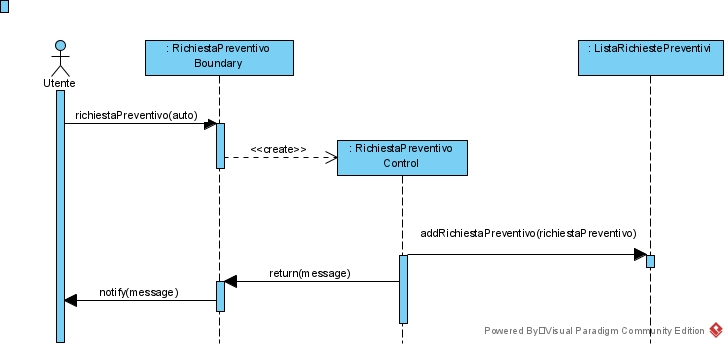 : RichiestaPreventivo
Boundary
: ListaRichiestePreventivi
Utente
richiestaPreventivo(auto)
<<create>>
: RichiestaPreventivo
Control
addRichiestaPreventivo(richiestaPreventivo)
return(message)
notify(message)
Powered By Visual Paradigm Community Edition